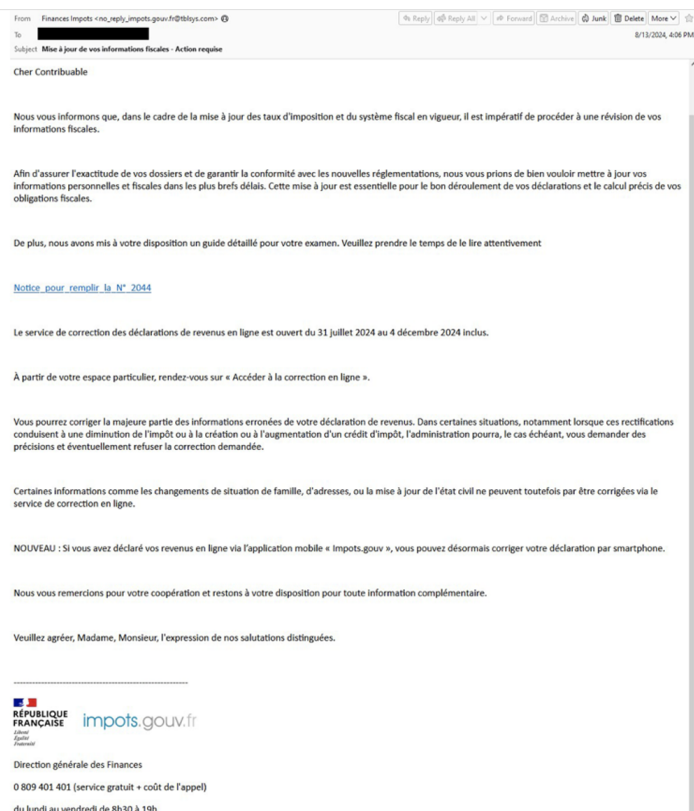 From Finances Impots <no_reply_impots.gouv.fr@tblsys.com>
Reply Reply All Forward Archive Junk Delete More
To
8/13/2024, 4:06 PM
Subject Mise à jour de vos informations fiscales - Action requise
Cher Contribuable
Nous vous informons que, dans le cadre de la mise à jour des taux d'imposition et du système fiscal en vigueur, il est impératif de procéder à une révision de vos
informations fiscales.
Afin d'assurer l'exactitude de vos dossiers et de garantir la conformité avec les nouvelles réglementations, nous vous prions de bien vouloir mettre à jour vos
informations personnelles et fiscales dans les plus brefs délais. Cette mise à jour est essentielle pour le bon déroulement de vos déclarations et le calcul précis de vos
obligations fiscales.
De plus, nous avons mis à votre disposition un guide détaillé pour votre examen. Veuillez prendre le temps de le lire attentivement
Notice_pour_remplir_la_N°_2044
Le service de correction des déclarations de revenus en ligne est ouvert du 31 juillet 2024 au 4 décembre 2024 inclus.
À partir de votre espace particulier, rendez-vous sur « Accéder à la correction en ligne ».
Vous pourrez corriger la majeure partie des informations erronées de votre déclaration de revenus. Dans certaines situations, notamment lorsque ces rectifications
conduisent à une diminution de l'impôt ou à la création ou à l'augmentation d'un crédit d'impôt, l'administration pourra, le cas échéant, vous demander des
précisions et éventuellement refuser la correction demandée.
Certaines informations comme les changements de situation de famille, d'adresses, ou la mise à jour de l'état civil ne peuvent toutefois par être corrigées via le
service de correction en ligne.
NOUVEAU : Si vous avez déclaré vos revenus en ligne via l'application mobile « Impots.gouv », vous pouvez désormais corriger votre déclaration par smartphone.
Nous vous remercions pour votre coopération et restons à votre disposition pour toute information complémentaire.
Veuillez agréer, Madame, Monsieur, l'expression de nos salutations distinguées.
------------------------------------------------------------
RÉPUBLIQUE
FRANÇAISE
Liberté
Égalité
Fraternité
impots.gouv.fr
Direction générale des Finances
0 809 401 401 (service gratuit + coût de l'appel)
du lundi au vendredi de 8h30 à 19h